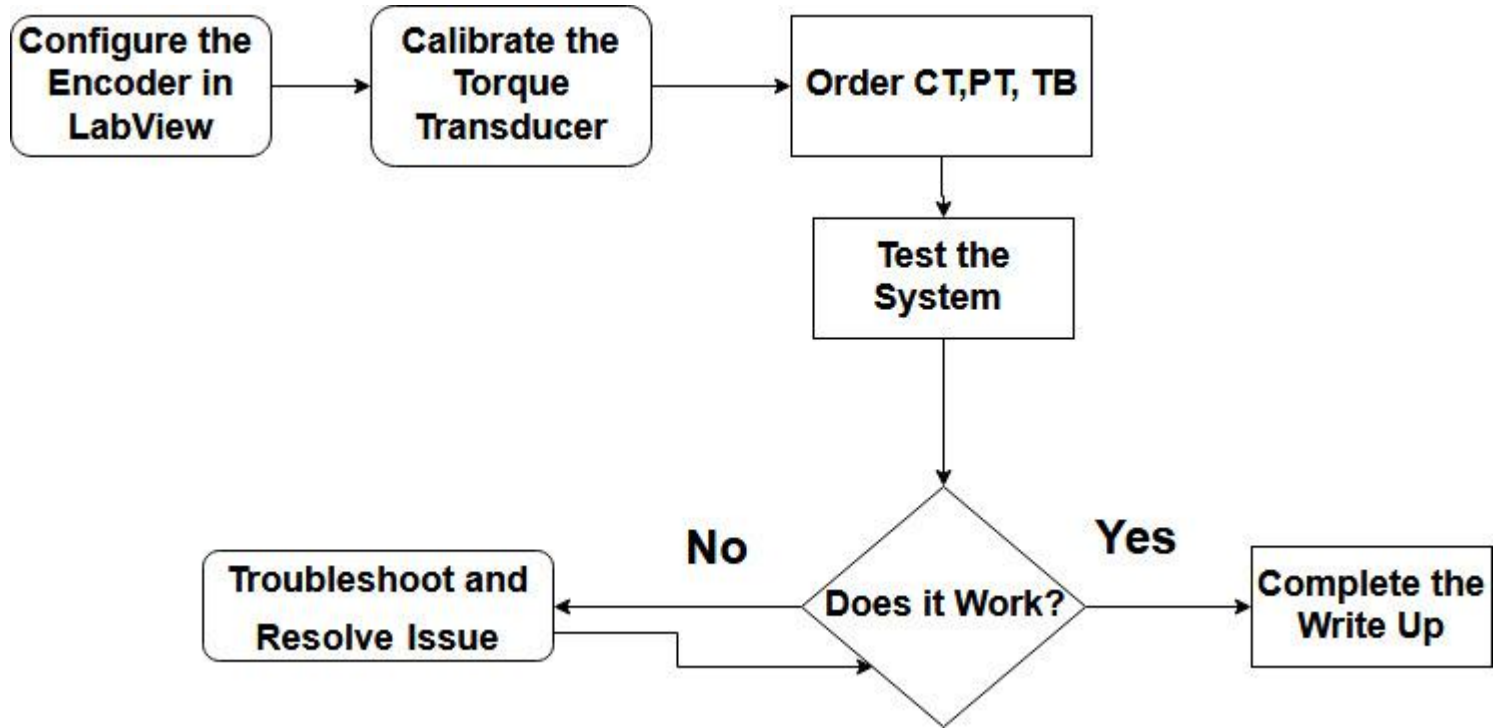 Configure the
Encoder in
LabView
Calibrate the
Torque
Transducer
Order CT,PT, TB
Test the
System
No
Yes
Troubleshoot and
Resolve Issue
Does it Work?
Complete the
Write Up